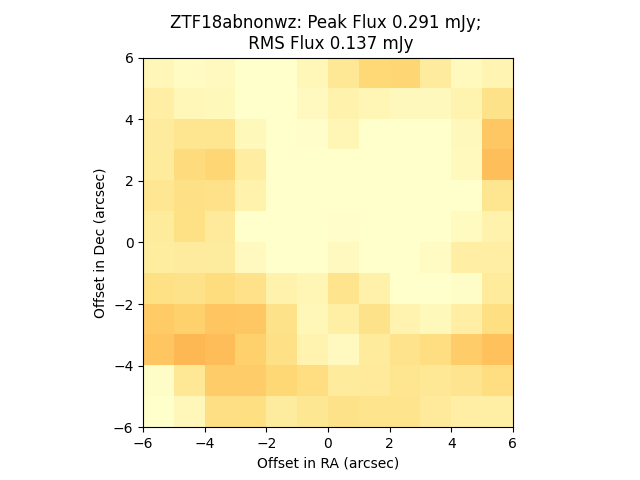 ZTF18abnonwz: Peak Flux 0.291 mJy;
RMS Flux 0.137 mJy
6
4
2
0
−2
−4
−6
Offset in Dec (arcsec)
−6 −4 −2 0 2 4 6
Offset in RA (arcsec)